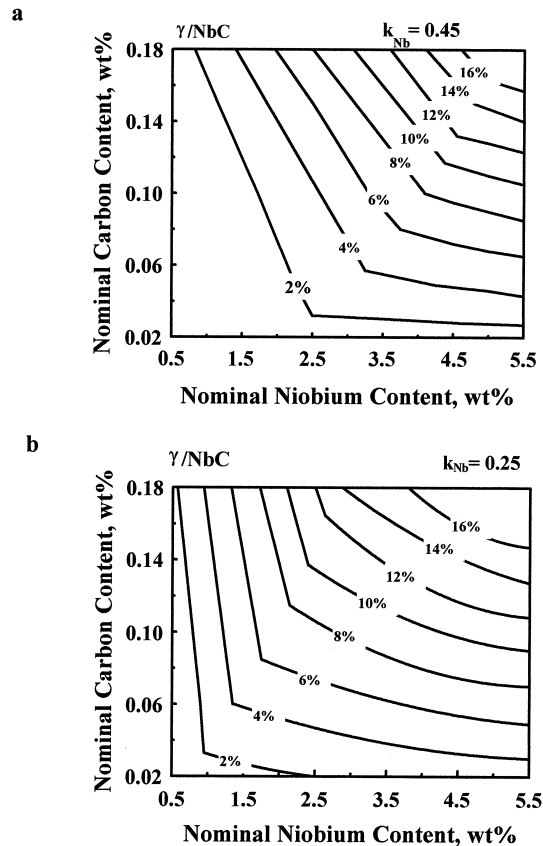 a
γ/NbC
k Nb = 0.45
0.18
0.14
0.10
0.06
0.02
16%
14%
12%
10%
8%
6%
4%
2%
0.5 1.5 2.5 3.5 4.5 5.5
Nominal Carbon Content, wt%
Nominal Niobium Content, wt%
b
γ/NbC
kNb= 0.25
0.18
0.14
0.10
0.06
0.02
16%
14%
12%
10%
8%
6%
4%
2%
0.5 1.5 2.5 3.5 4.5 5.5
Nominal Carbon Content, wt%
Nominal Niobium Content, wt%